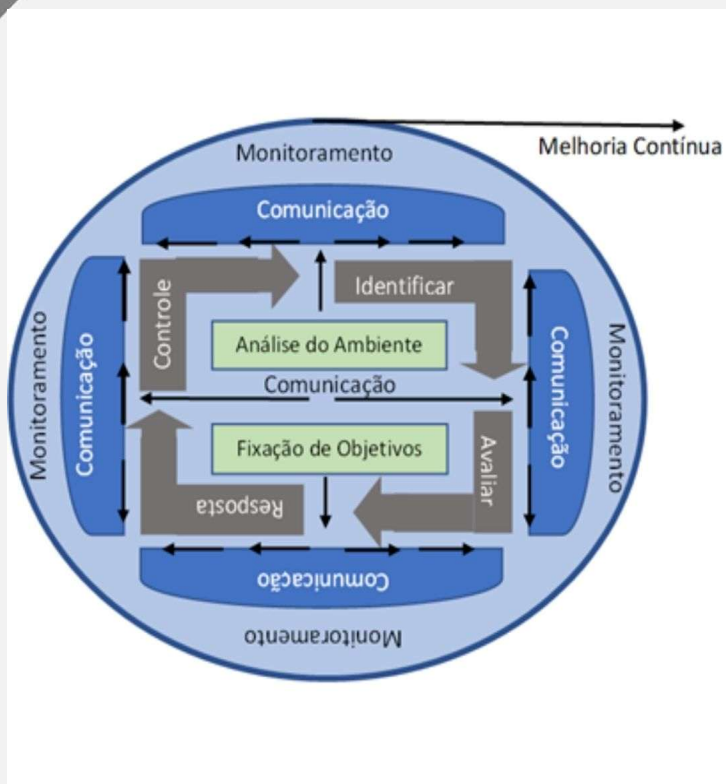 Monitoramento
Melhoria Contínua
Comunicação
Identificar
Controle
Análise do Ambiente
Comunicação
Monitoramento
Comunicação
Comunicação
Monitoramento
Fixação de Objetivos
Avaliar
Resposta
Comunicação
Monitoramento